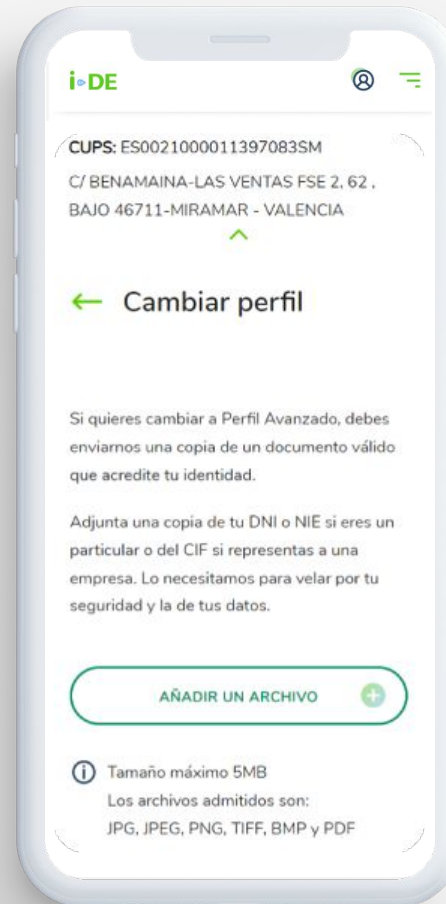 i-DE
CUPS: ES0021000011397083SM
C/ BENAMAINA-LAS VENTAS FSE 2, 62 ,
BAJO 46711-MIRAMAR - VALENCIA
Cambiar perfil
Si quieres cambiar a Perfil Avanzado, debes
enviarnos una copia de un documento válido
que acredite tu identidad.
Adjunta una copia de tu DNI o NIE si eres un
particular o del CIF si representas a una
empresa. Lo necesitamos para velar por tu
seguridad y la de tus datos.
AÑADIR UN ARCHIVO
Tamaño máximo 5MB
Los archivos admitidos son:
JPG, JPEG, PNG, TIFF, BMP y PDF